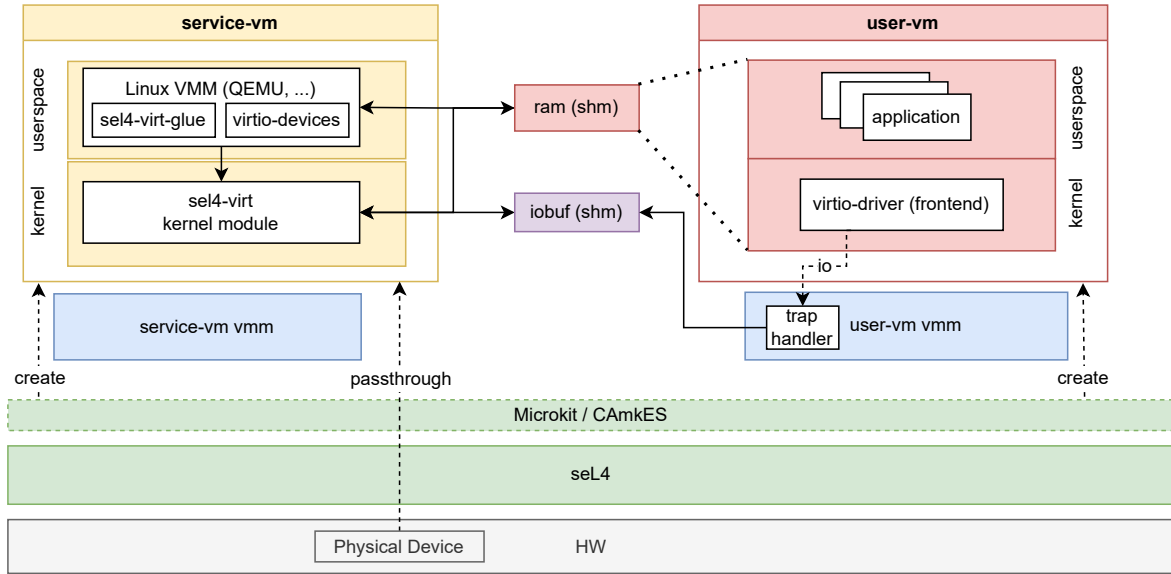 service-vm
user-vm
userspace
Linux VMM (QEMU, ...)
sel4-virt-glue
virtio-devices
kernel
sel4-virt
kernel module
ram (shm)
iobuf (shm)
application
userspace
virtio-driver (frontend)
kernel
io
service-vm vmm
trap
handler
user-vm vmm
create
passthrough
create
Microkit / CAmkES
seL4
Physical Device
HW